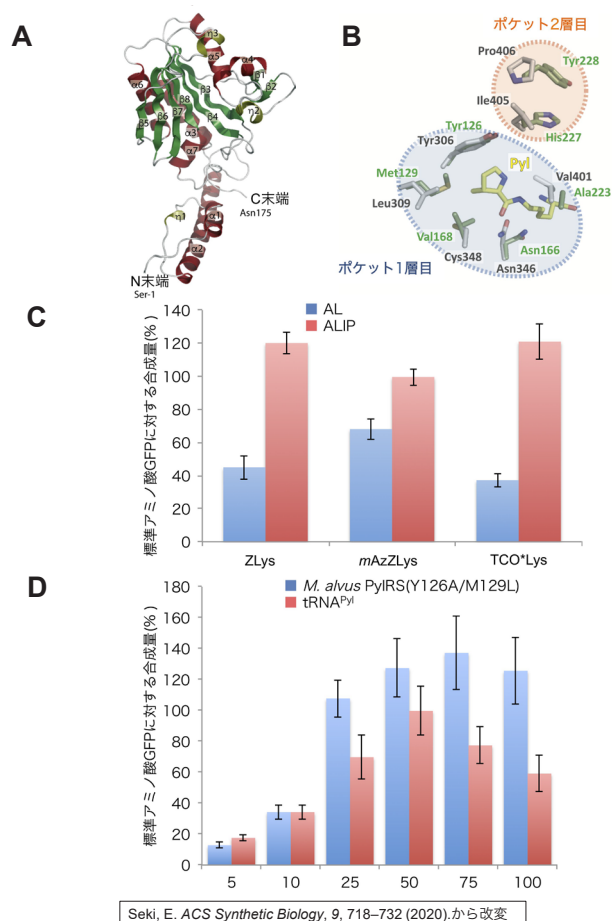 A
η3
α5
α4
α6
β1
β2
β3
β8
η2
β7
β6
β5
β4
α3
α7
C末端
Asn175
η1
α1
α2
N末端
Ser-1
B
ポケット2層目
Pro406
Tyr228
Ile405
His227
Tyr126
Tyr306
Pyl
Met129
Val401
Leu309
Ala223
Val168
Asn166
Cys348
Asn346
ポケット1層目
C
標準アミノ酸GFPに対する合成量(%)
AL
ALIP
140
120
100
80
60
40
20
0
ZLys
mAzZLys
TCO*Lys
D
標準アミノ酸GFPに対する合成量(%)
M. alvus PylRS(Y126A/M129L)
tRNAᴾʸˡ
180
160
140
120
100
80
60
40
20
0
5
10
25
50
75
100
Seki, E. ACS Synthetic Biology, 9, 718–732 (2020).から改変